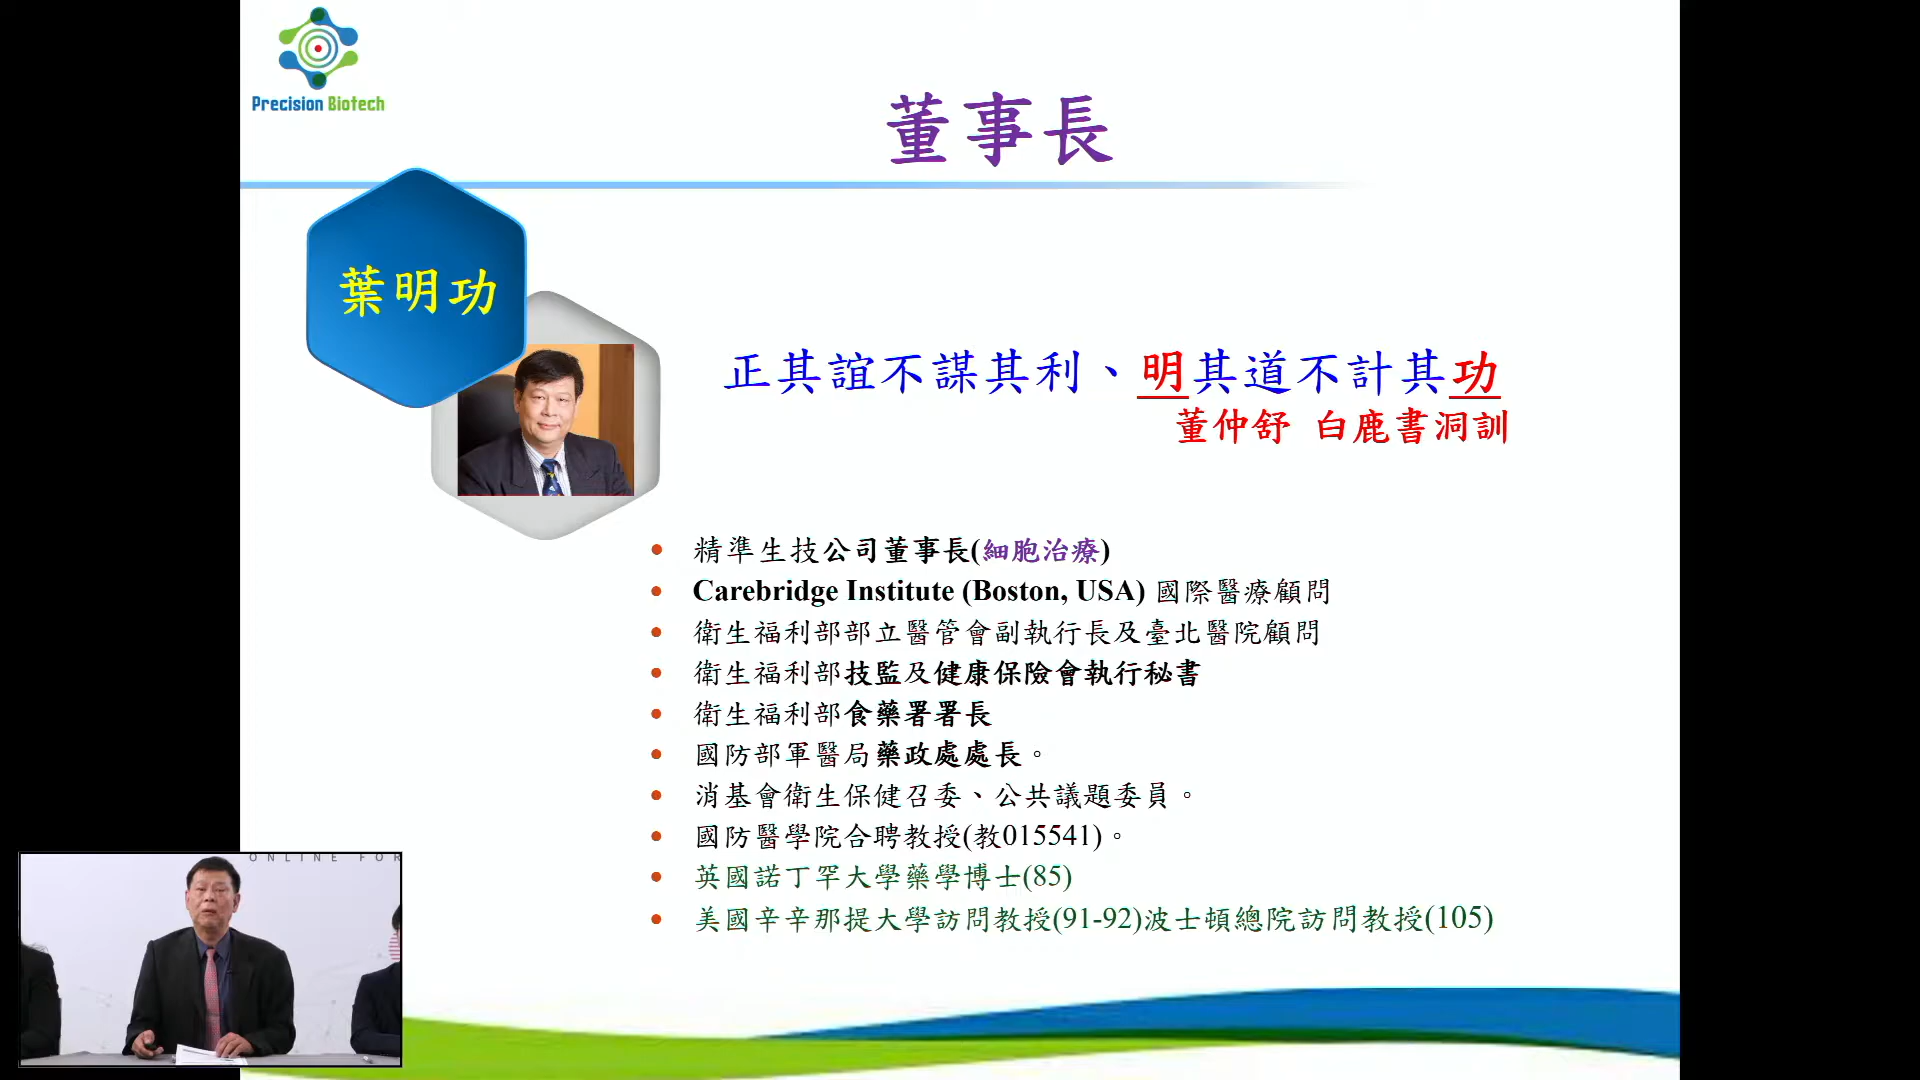 Precision Biotech
董事長
葉明功
正其誼不謀其利、明其道不計其功
董仲舒 白鹿書洞訓
• 精準生技公司董事長(細胞治療)
• Carebridge Institute (Boston, USA) 國際醫療顧問
• 衛生福利部部立醫管會副執行長及臺北醫院顧問
• 衛生福利部技監及健康保險會執行秘書
• 衛生福利部食藥署署長
• 國防部軍醫局藥政處處長。
• 消基會衛生保健召委、公共議題委員。
• 國防醫學院合聘教授(教015541)。
• 英國諾丁罕大學藥學博士(85)
• 美國辛辛那提大學訪問教授(91-92)波士頓總院訪問教授(105)
ONLINE FOR